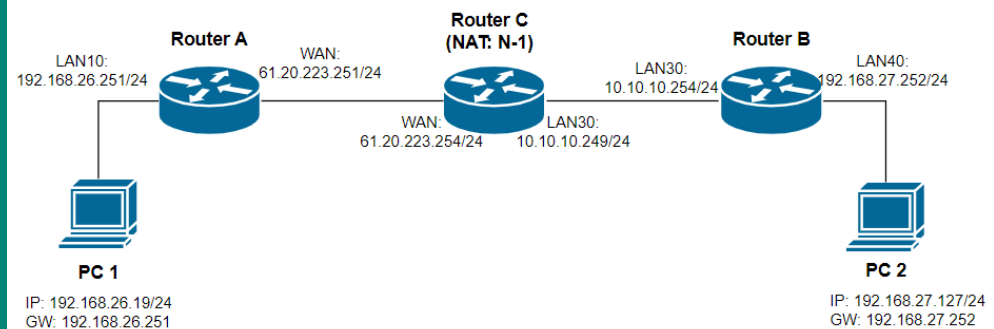 Router A
LAN10:
192.168.26.251/24
WAN:
61.20.223.251/24
Router C
(NAT: N-1)
WAN:
61.20.223.254/24
LAN30:
10.10.10.249/24
Router B
LAN30:
10.10.10.254/24
LAN40:
192.168.27.252/24
PC 1
IP: 192.168.26.19/24
GW: 192.168.26.251
PC 2
IP: 192.168.27.127/24
GW: 192.168.27.252